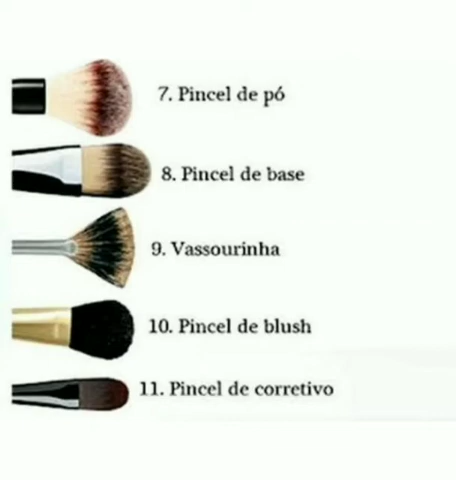 7. Pincel de pó
8. Pincel de base
9. Vassourinha
10. Pincel de blush
11. Pincel de corretivo